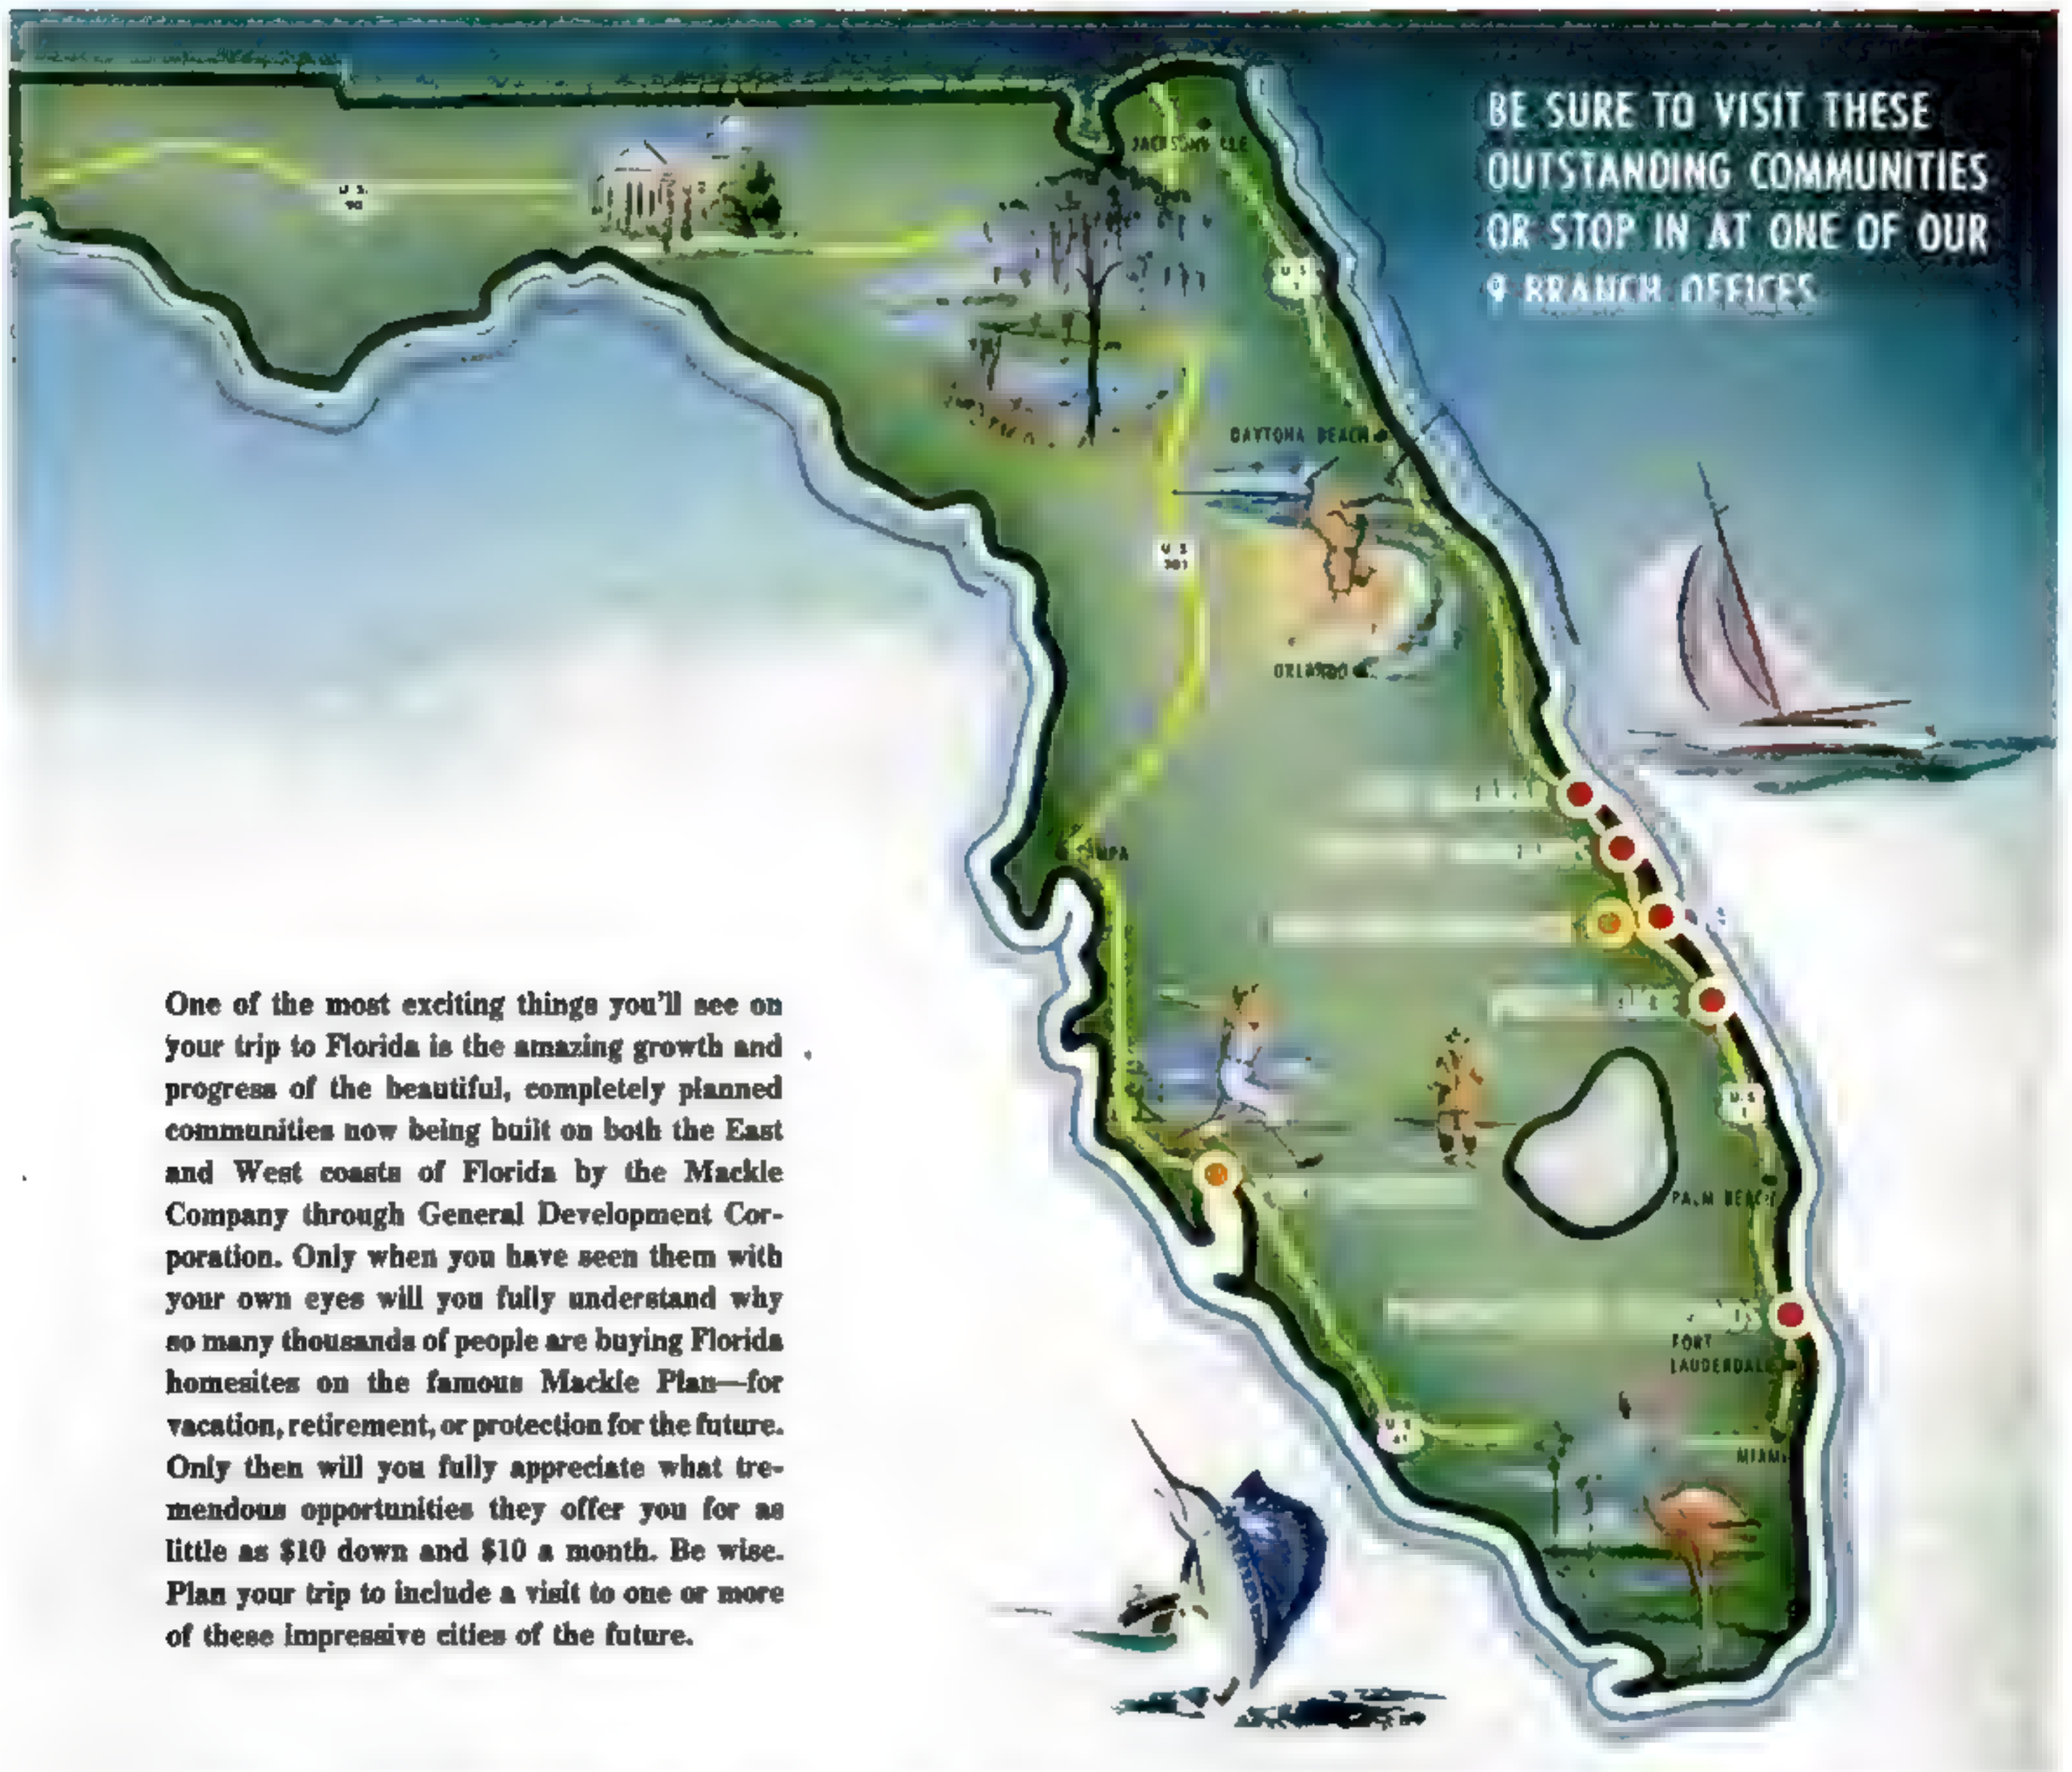 BE SURE TO VISIT THESE
OUTSTANDING COMMUNITIES
OR STOP IN AT ONE OF OUR
9 BRANCH OFFICES
JACKSONVILLE
U.S.
90
U S
1
DAYTONA BEACH
U S
301
ORLANDO
TAMPA
U S
1
PALM BEACH
FORT
LAUDERDALE
U S
41
MIAMI
One of the most exciting things you'll see on
your trip to Florida is the amazing growth and
progress of the beautiful, completely planned
communities now being built on both the East
and West coasts of Florida by the Mackle
Company through General Development Cor-
poration. Only when you have seen them with
your own eyes will you fully understand why
so many thousands of people are buying Florida
homesites on the famous Mackle Plan—for
vacation, retirement, or protection for the future.
Only then will you fully appreciate what tre-
mendous opportunities they offer you for as
little as $10 down and $10 a month. Be wise.
Plan your trip to include a visit to one or more
of these impressive cities of the future.